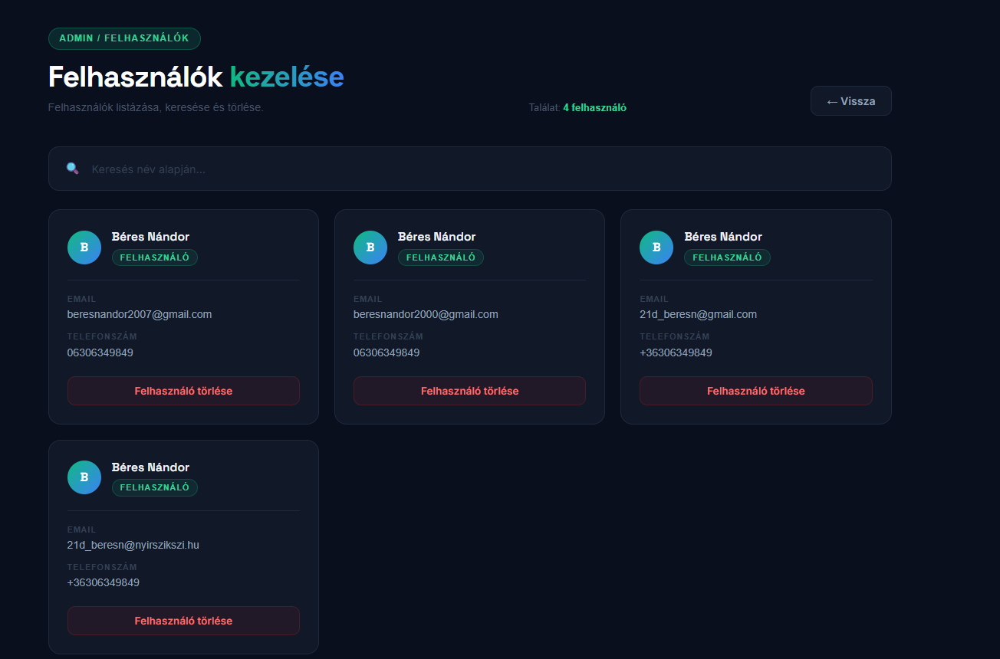 ADMIN / FELHASZNÁLÓK
Felhasználók kezelése
Felhasználók listázása, keresése és törlése.
Találat: 4 felhasználó
← Vissza
Keresés név alapján...
B
Béres Nándor
FELHASZNÁLÓ
EMAIL
beresnandor2007@gmail.com
TELEFONSZÁM
06306349849
Felhasználó törlése
B
Béres Nándor
FELHASZNÁLÓ
EMAIL
beresnandor2000@gmail.com
TELEFONSZÁM
06306349849
Felhasználó törlése
B
Béres Nándor
FELHASZNÁLÓ
EMAIL
21d_beresn@gmail.com
TELEFONSZÁM
+36306349849
Felhasználó törlése
B
Béres Nándor
FELHASZNÁLÓ
EMAIL
21d_beresn@nyirszikszi.hu
TELEFONSZÁM
+36306349849
Felhasználó törlése